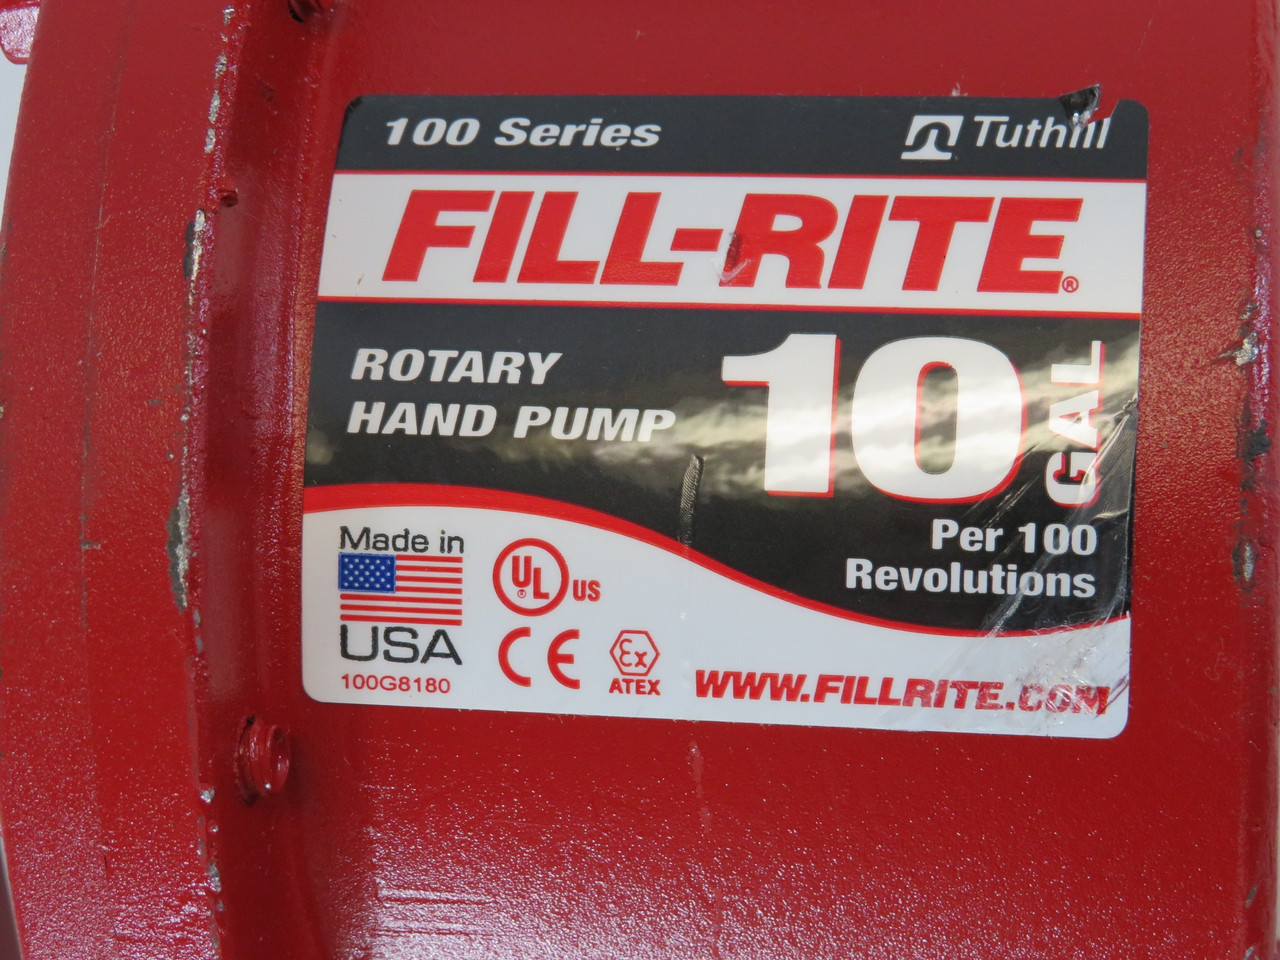 100 Series
Tuthill
FILL-RITE®
ROTARY
HAND PUMP
10 GAL
Per 100
Revolutions
Made in
USA
100G8180
UL® US
CE
Ex
ATEX
WWW.FILLRITE.COM